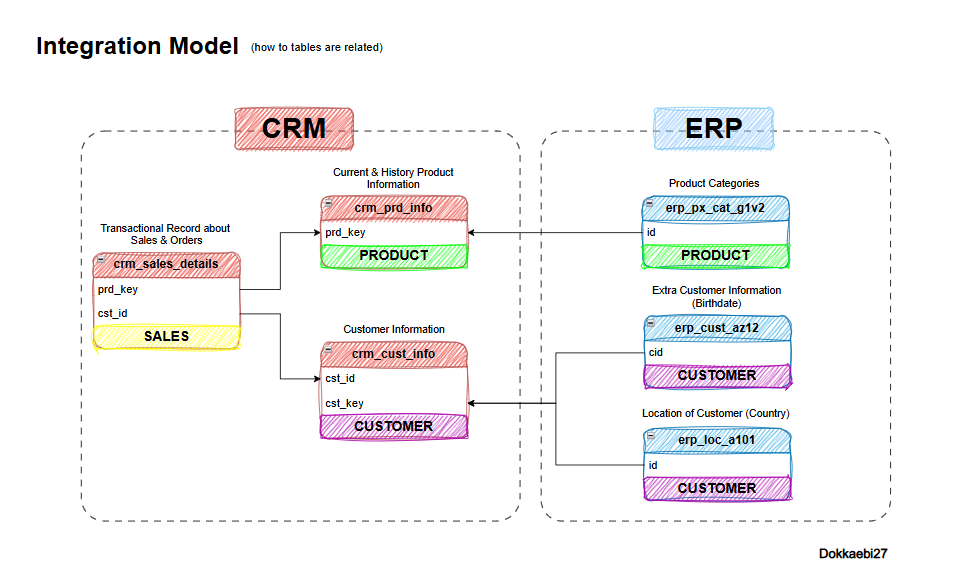 Integration Model (how to tables are related)
CRM
Transactional Record about
Sales & Orders
crm_sales_details
prd_key
cst_id
SALES
Current & History Product
Information
crm_prd_info
prd_key
PRODUCT
Customer Information
crm_cust_info
cst_id
cst_key
CUSTOMER
ERP
Product Categories
erp_px_cat_g1v2
id
PRODUCT
Extra Customer Information
(Birthdate)
erp_cust_az12
cid
CUSTOMER
Location of Customer (Country)
erp_loc_a101
id
CUSTOMER
Dokkaebi27